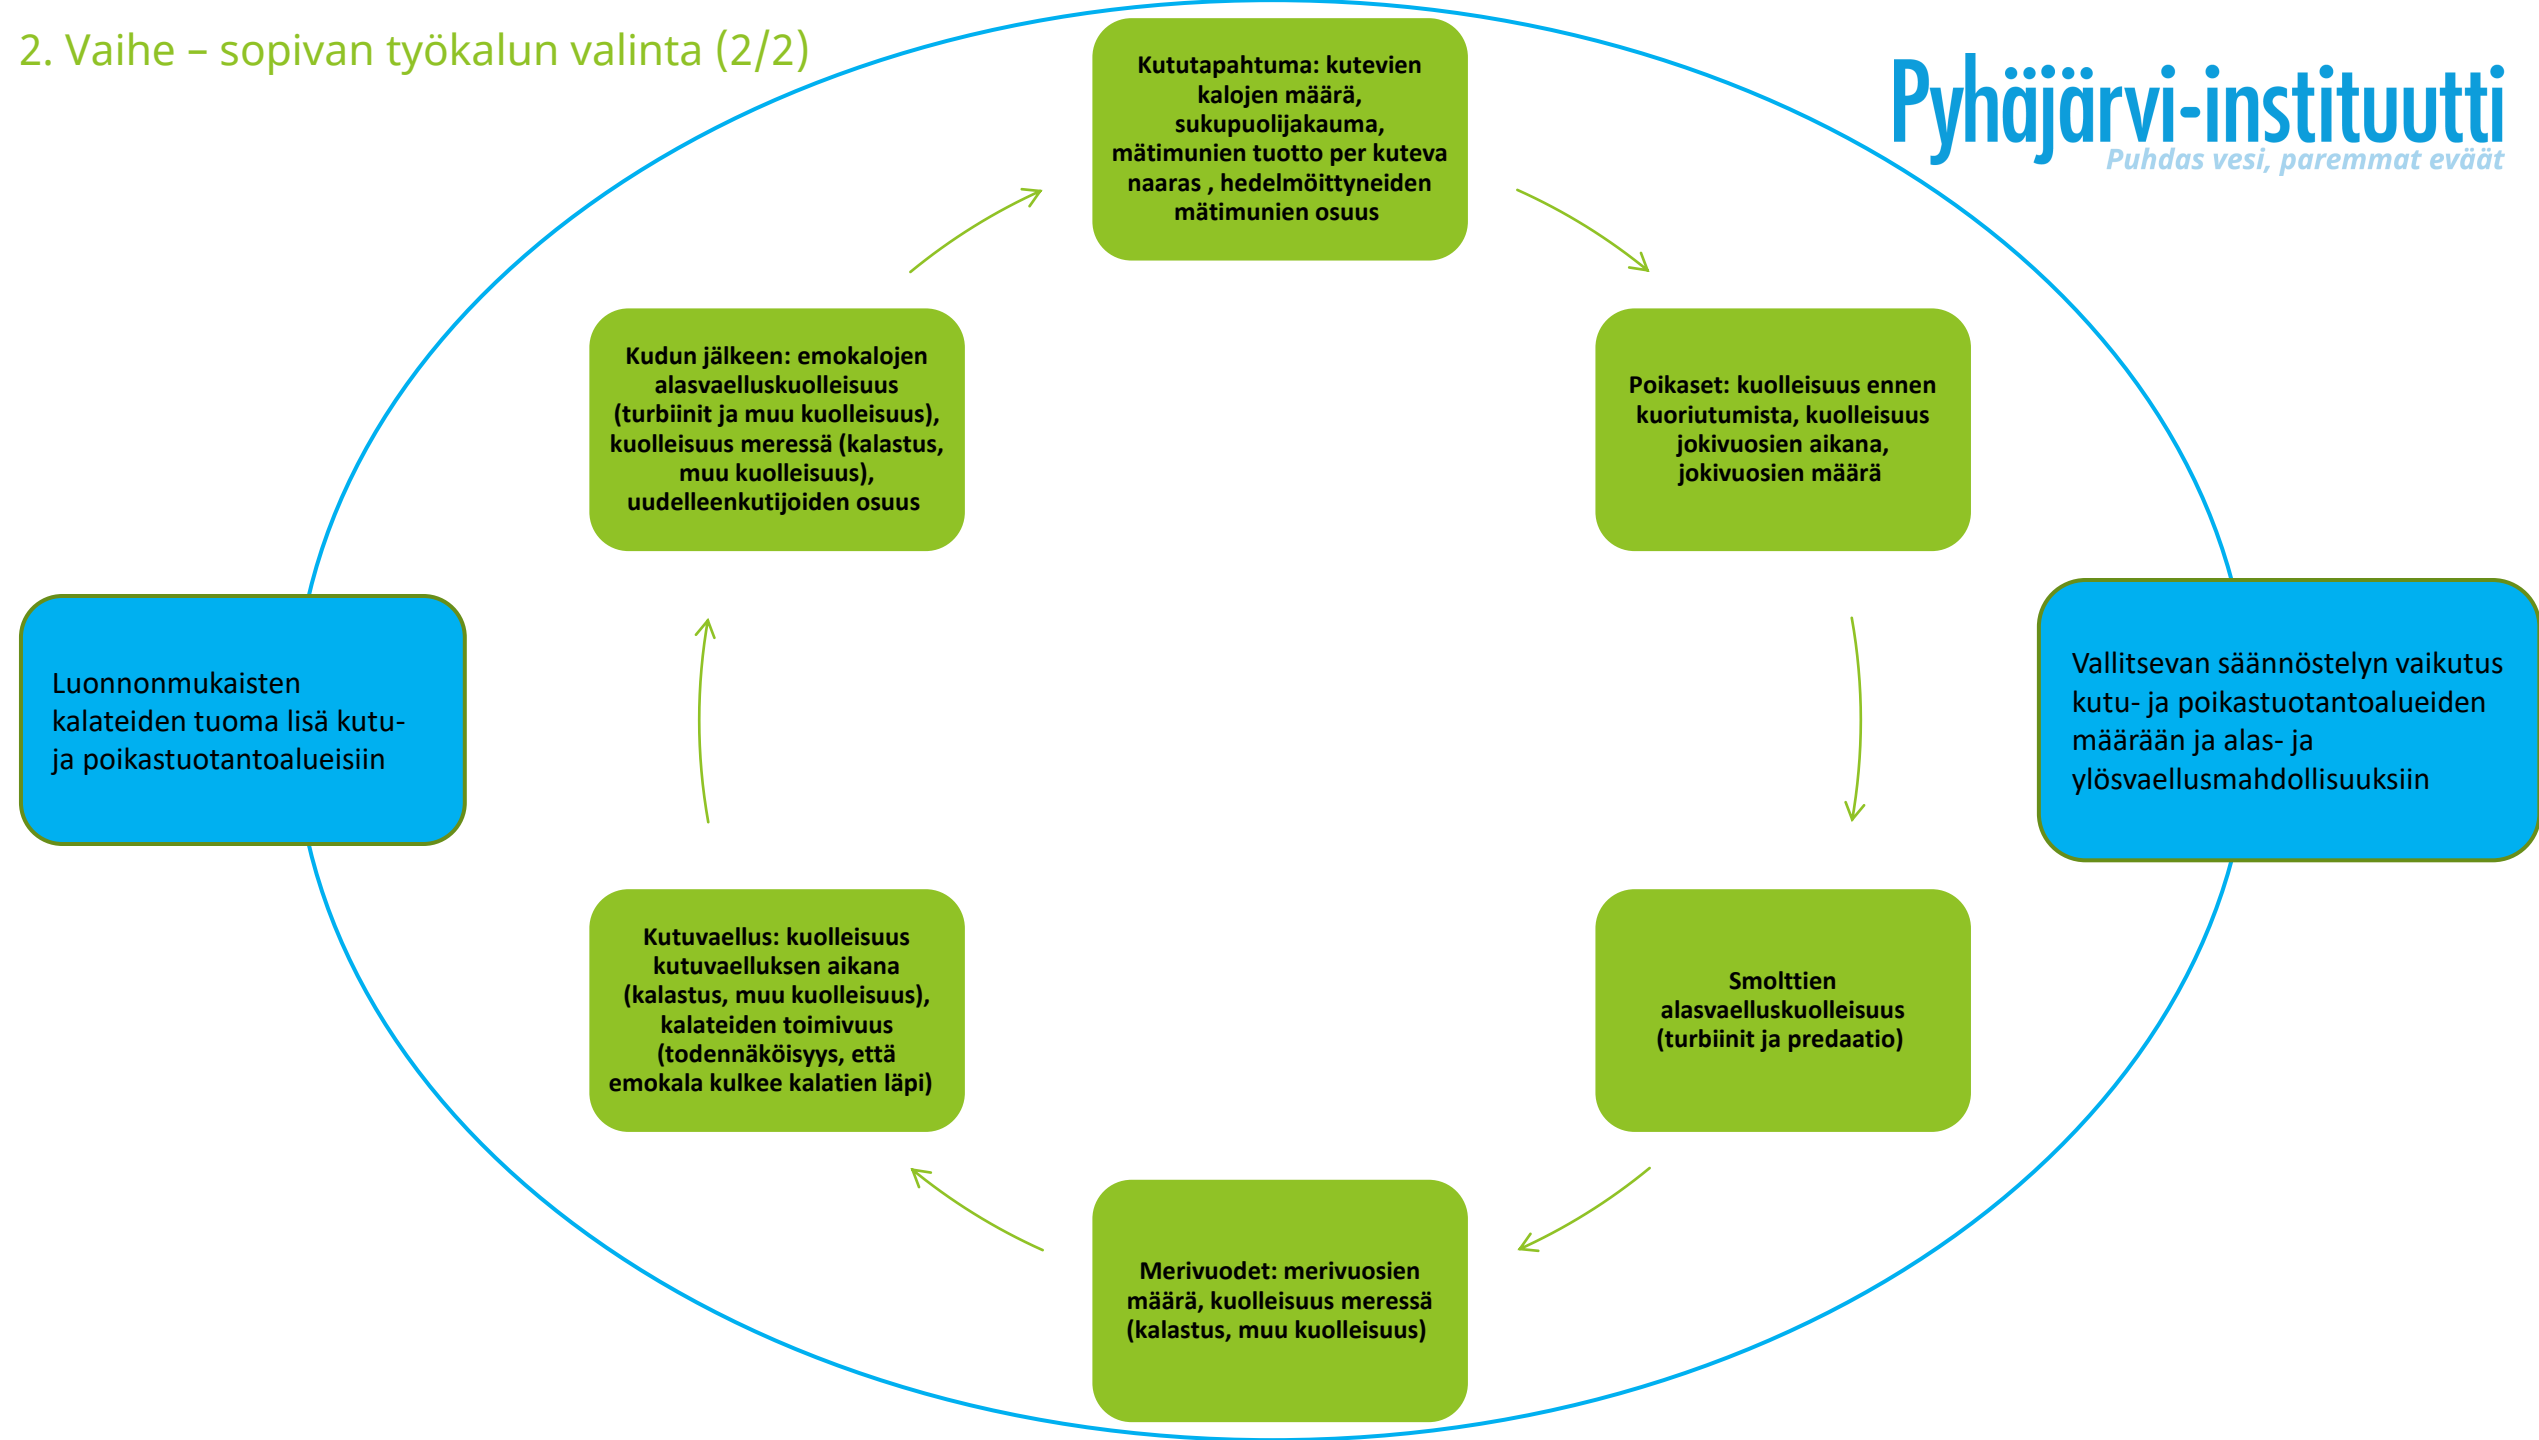 2. Vaihe – sopivan työkalun valinta (2/2)
Pyhäjärvi-instituutti
Puhdas vesi, paremmat eväät
Kututapahtuma: kutevien
kalojen määrä,
sukupuolijakauma,
mätimunien tuotto per kuteva
naaras , hedelmöittyneiden
mätimunien osuus
Poikaset: kuolleisuus ennen
kuoriutumista, kuolleisuus
jokivuosien aikana,
jokivuosien määrä
Smolttien
alasvaelluskuolleisuus
(turbiinit ja predaatio)
Merivuodet: merivuosien
määrä, kuolleisuus meressä
(kalastus, muu kuolleisuus)
Kutuvaellus: kuolleisuus
kutuvaelluksen aikana
(kalastus, muu kuolleisuus),
kalateiden toimivuus
(todennäköisyys, että
emokala kulkee kalatien läpi)
Kudun jälkeen: emokalojen
alasvaelluskuolleisuus
(turbiinit ja muu kuolleisuus),
kuolleisuus meressä (kalastus,
muu kuolleisuus),
uudelleenkutijoiden osuus
Luonnonmukaisten
kalateiden tuoma lisä kutu-
ja poikastuotantoalueisiin
Vallitsevan säännöstelyn vaikutus
kutu- ja poikastuotantoalueiden
määrään ja alas- ja
ylösvaellusmahdollisuuksiin